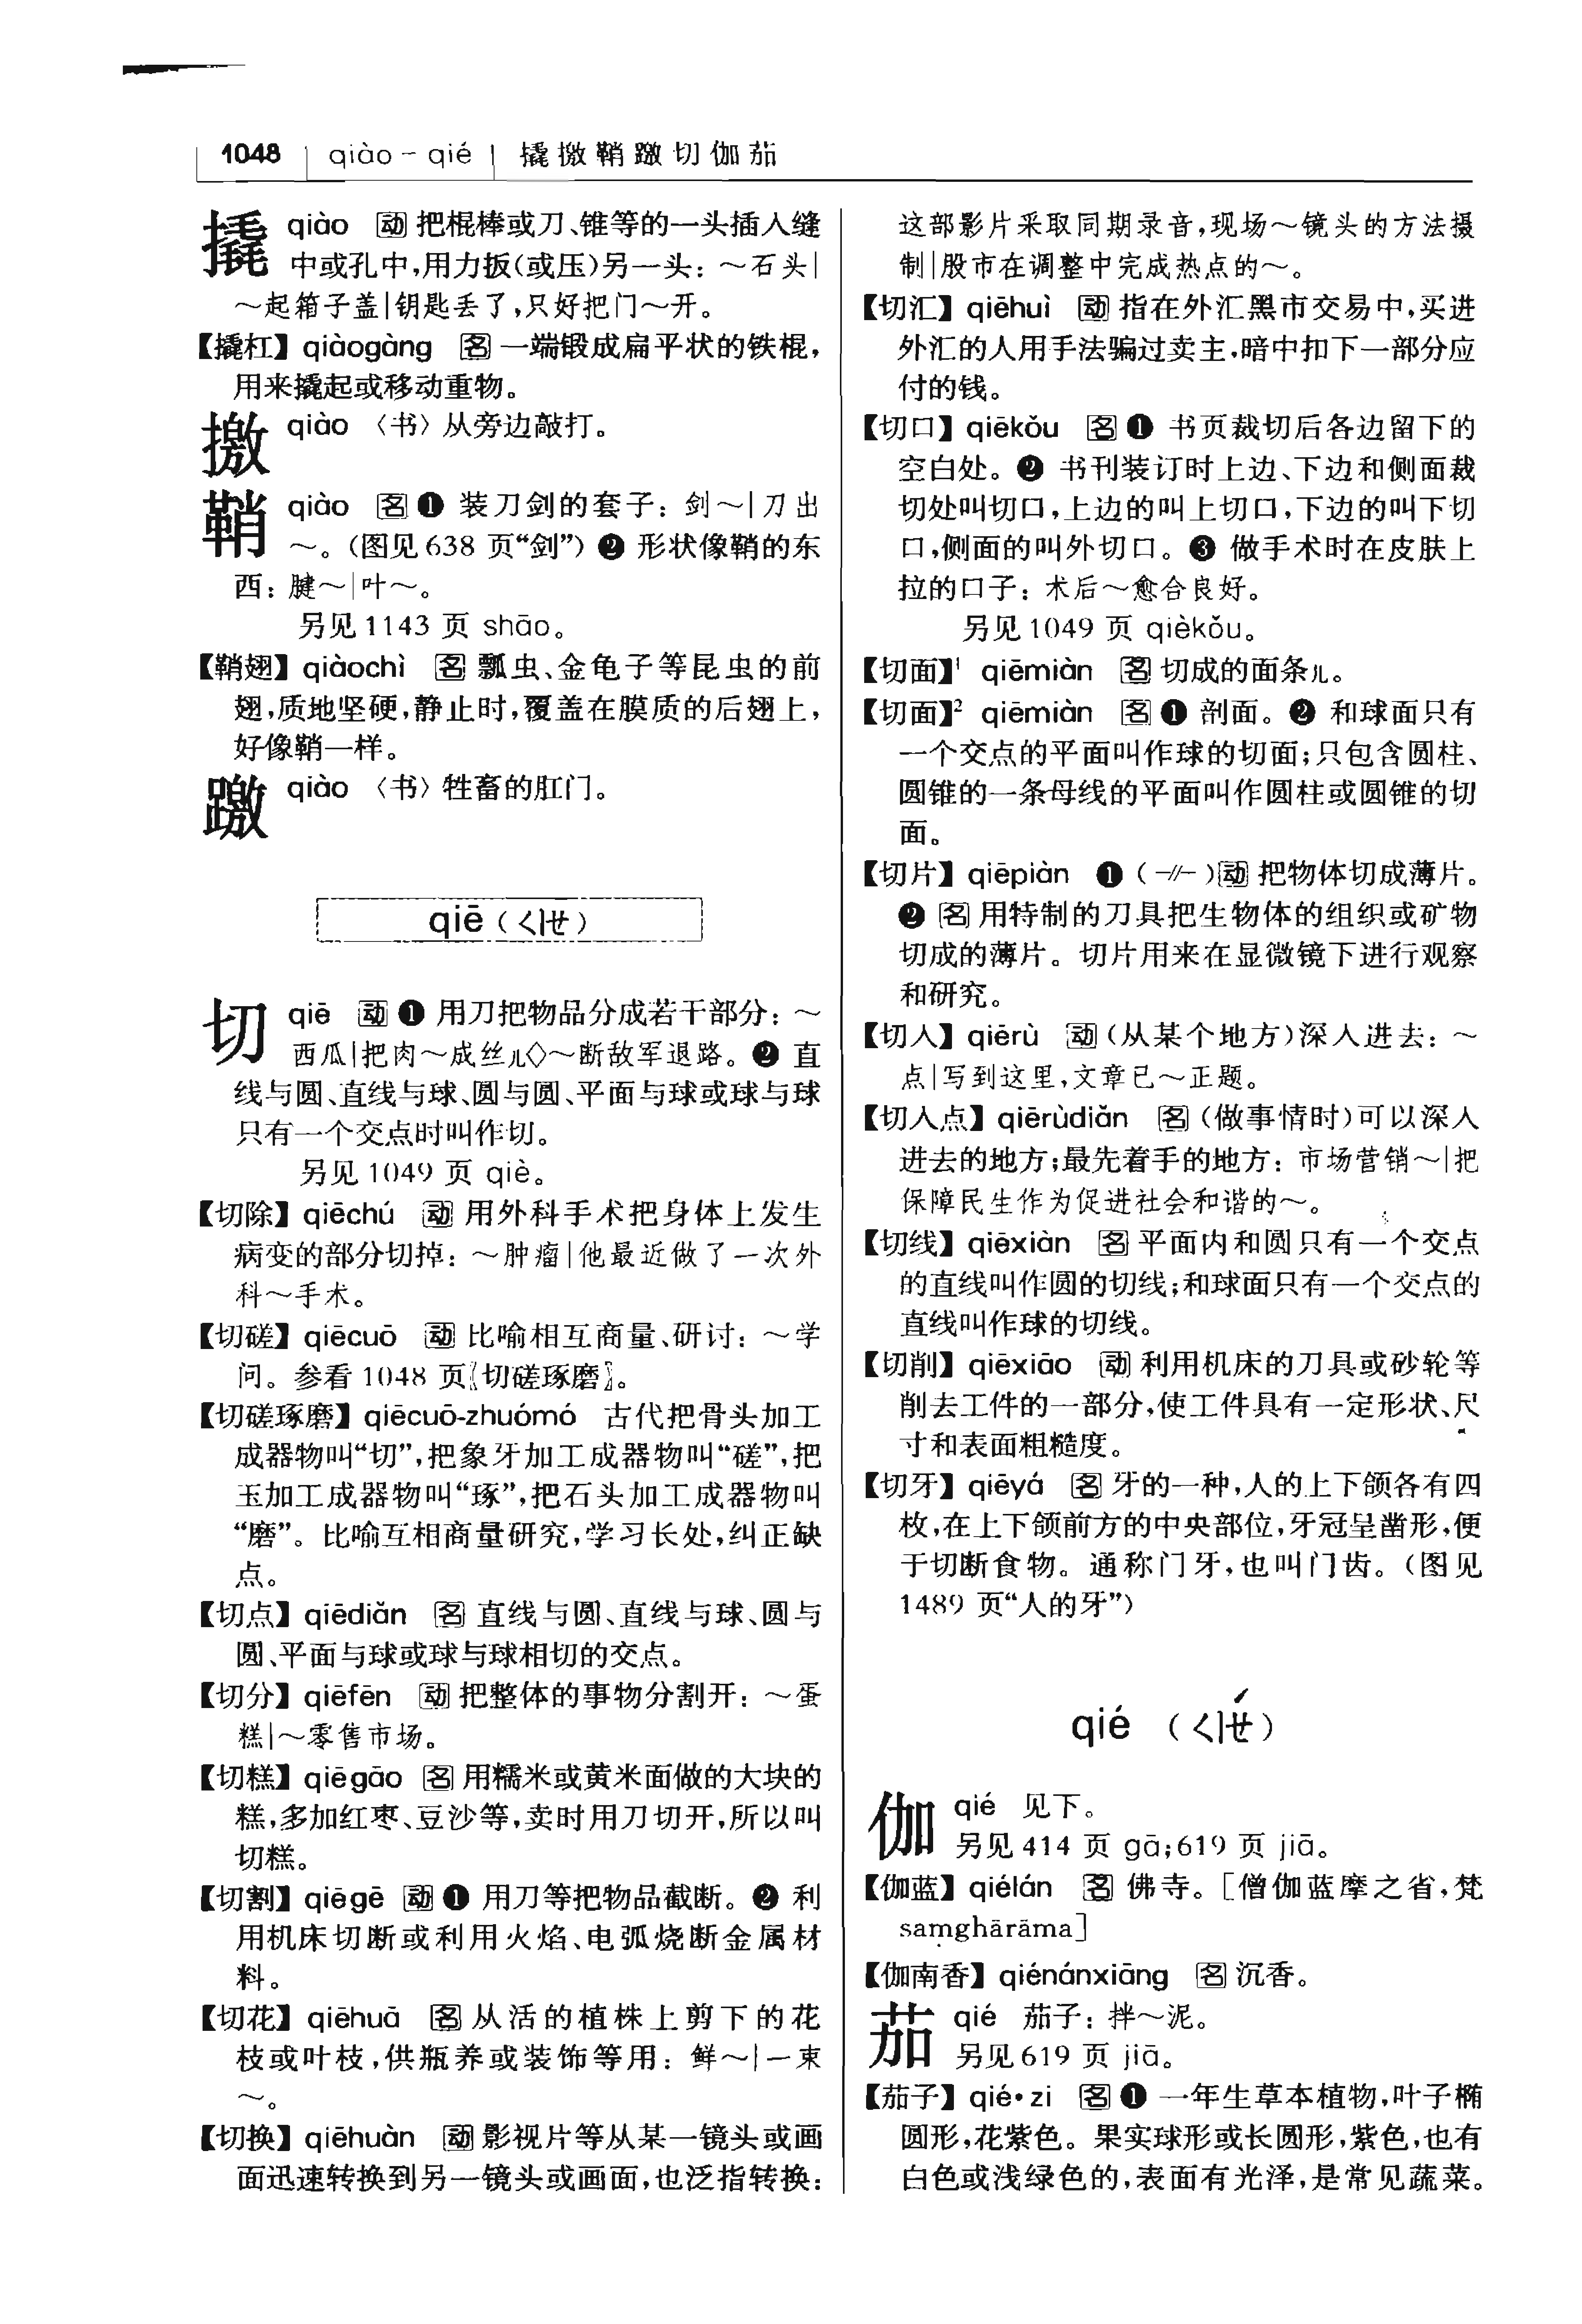 1048 qiào – qié 撬撽鞘躈切伽茄
撬 qiào 动 把棍棒或刀、锥等的一头插入缝
中或孔中,用力扳(或压)另一头：～石头|
～起箱子盖|钥匙丢了,只好把门～开。
【撬杠】qiàogàng 名 一端锻成扁平状的铁棍,
用来撬起或移动重物。
撽 qiào 〈书〉从旁边敲打。
鞘 qiào 名 ❶ 装刀剑的套子：剑～|刀出
～。(图见638 页“剑”) ❷ 形状像鞘的东
西：腱～|叶～。
另见1143 页 shāo。
【鞘翅】qiàochì 名 瓢虫、金龟子等昆虫的前
翅,质地坚硬,静止时,覆盖在膜质的后翅上,
好像鞘一样。
躈 qiào 〈书〉牲畜的肛门。
qiē (ㄑㄧㄝ)
切 qiē 动 ❶ 用刀把物品分成若干部分：～
西瓜|把肉～成丝儿◇～断敌军退路。❷ 直
线与圆、直线与球、圆与圆、平面与球或球与球
只有一个交点时叫作切。
另见1049 页 qiè。
【切除】qiēchú 动 用外科手术把身体上发生
病变的部分切掉：～肿瘤|他最近做了一次外
科～手术。
【切磋】qiēcuō 动 比喻相互商量、研讨：～学
问。参看1048 页〖切磋琢磨〗。
【切磋琢磨】qiēcuō-zhuómó 古代把骨头加工
成器物叫“切”,把象牙加工成器物叫“磋”,把
玉加工成器物叫“琢”,把石头加工成器物叫
“磨”。比喻互相商量研究,学习长处,纠正缺
点。
【切点】qiēdiǎn 名 直线与圆、直线与球、圆与
圆、平面与球或球与球相切的交点。
【切分】qiēfēn 动 把整体的事物分割开：～蛋
糕|～零售市场。
【切糕】qiēgāo 名 用糯米或黄米面做的大块的
糕,多加红枣、豆沙等,卖时用刀切开,所以叫
切糕。
【切割】qiēgē 动 ❶ 用刀等把物品截断。❷ 利
用机床切断或利用火焰、电弧烧断金属材
料。
【切花】qiēhuā 名 从活的植株上剪下的花
枝或叶枝,供瓶养或装饰等用：鲜～|一束
～。
【切换】qiēhuàn 动 影视片等从某一镜头或画
面迅速转换到另一镜头或画面,也泛指转换：
这部影片采取同期录音,现场～镜头的方法摄
制|股市在调整中完成热点的～。
【切汇】qiēhuì 动 指在外汇黑市交易中,买进
外汇的人用手法骗过卖主,暗中扣下一部分应
付的钱。
【切口】qiēkǒu 名 ❶ 书页裁切后各边留下的
空白处。❷ 书刊装订时上边、下边和侧面裁
切处叫切口,上边的叫上切口,下边的叫下切
口,侧面的叫外切口。❸ 做手术时在皮肤上
拉的口子：术后～愈合良好。
另见1049 页 qièkǒu。
【切面】¹ qiēmiàn 名 切成的面条儿。
【切面】² qiēmiàn 名 ❶ 剖面。❷ 和球面只有
一个交点的平面叫作球的切面;只包含圆柱、
圆锥的一条母线的平面叫作圆柱或圆锥的切
面。
【切片】qiēpiàn ❶ (-//-)动 把物体切成薄片。
❷ 名 用特制的刀具把生物体的组织或矿物
切成的薄片。切片用来在显微镜下进行观察
和研究。
【切入】qiērù 动 (从某个地方)深入进去：～
点|写到这里,文章已～正题。
【切入点】qiērùdiǎn 名 (做事情时)可以深入
进去的地方;最先着手的地方：市场营销～|把
保障民生作为促进社会和谐的～。
【切线】qiēxiàn 名 平面内和圆只有一个交点
的直线叫作圆的切线;和球面只有一个交点的
直线叫作球的切线。
【切削】qiēxiāo 动 利用机床的刀具或砂轮等
削去工件的一部分,使工件具有一定形状、尺
寸和表面粗糙度。
【切牙】qiēyá 名 牙的一种,人的上下颌各有四
枚,在上下颌前方的中央部位,牙冠呈凿形,便
于切断食物。通称门牙,也叫门齿。(图见
1489 页“人的牙”)
qié (ㄑㄧㄝˊ)
伽 qié 见下。
另见414 页 gā;619 页 jiā。
【伽蓝】qiélán 名 佛寺。[僧伽蓝摩之省,梵
saṃghārāma]
【伽南香】qiénánxiāng 名 沉香。
茄 qié 茄子：拌～泥。
另见619 页 jiā。
【茄子】qié•zi 名 ❶ 一年生草本植物,叶子椭
圆形,花紫色。果实球形或长圆形,紫色,也有
白色或浅绿色的,表面有光泽,是常见蔬菜。